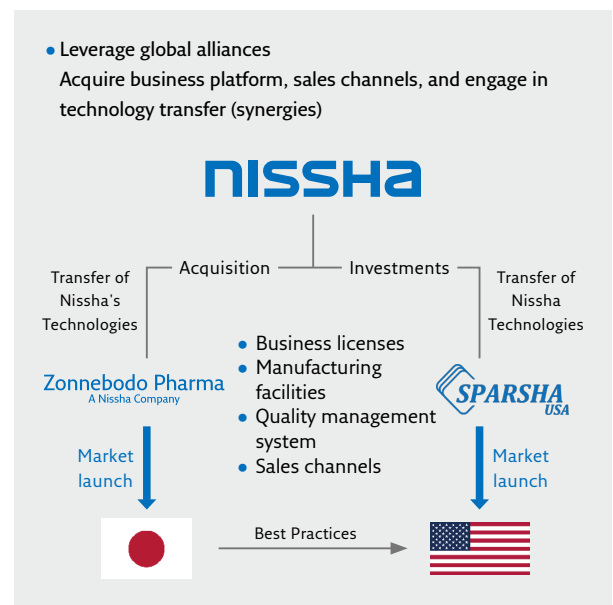 • Leverage global alliances
Acquire business platform, sales channels, and engage in
technology transfer (synergies)
nissha
Acquisition
Investments
Transfer of
Nissha's
Technologies
Transfer of
Nissha
Technologies
• Business licenses
• Manufacturing
facilities
• Quality management
system
• Sales channels
Zonnebodo Pharma
A Nissha Company
SPARSHA
USA
Market
launch
Market
launch
Best Practices